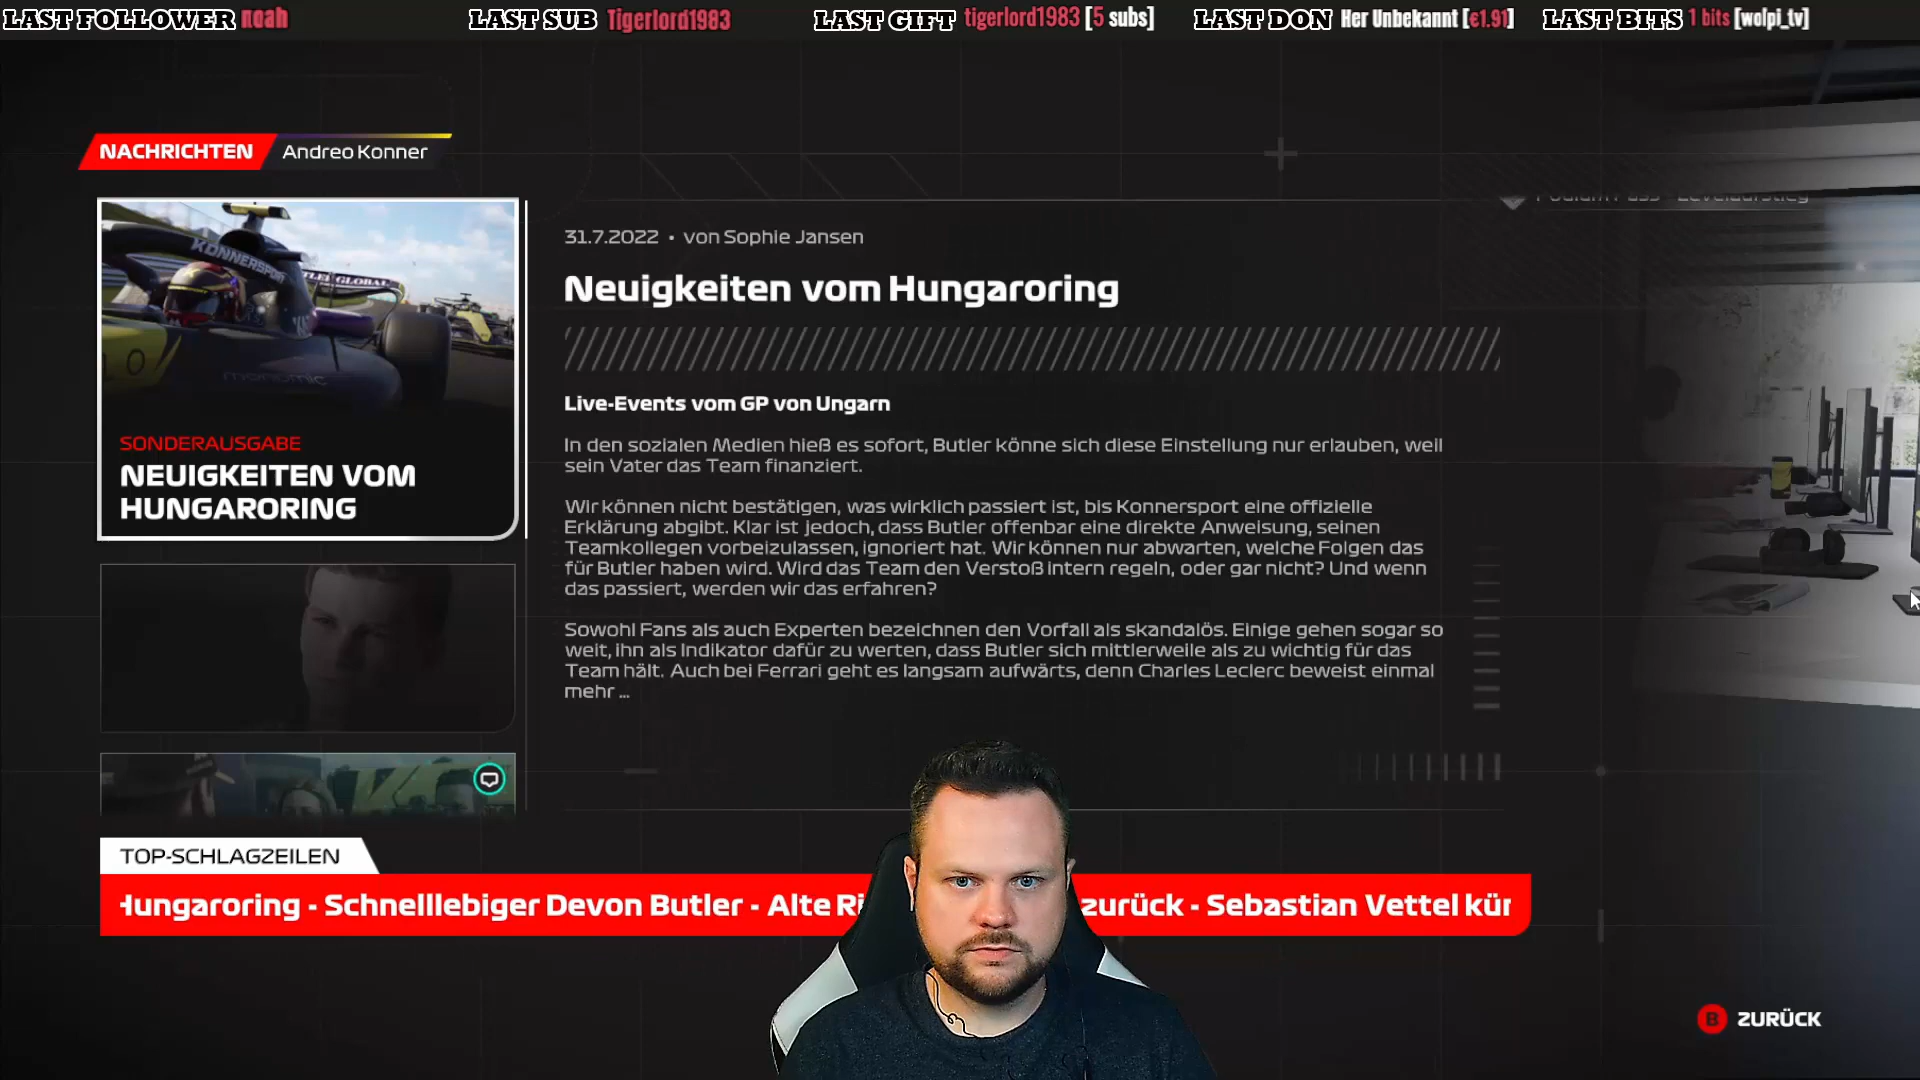 LAST FOLLOWER noah
LAST SUB Tigerlord1983
LAST GIFT tigerlord1983 [5 subs]
LAST DON Her Unbekannt [€1.91]
LAST BITS 1 bits [wolpi_tv]
NACHRICHTEN Andreo Konner
KONNERSPORT
GLOBAL
monomic
SONDERAUSGABE
NEUIGKEITEN VOM
HUNGARORING
31.7.2022 • von Sophie Jansen
Neuigkeiten vom Hungaroring
Live-Events vom GP von Ungarn
In den sozialen Medien hieß es sofort, Butler könne sich diese Einstellung nur erlauben, weil
sein Vater das Team finanziert.
Wir können nicht bestätigen, was wirklich passiert ist, bis Konnersport eine offizielle
Erklärung abgibt. Klar ist jedoch, dass Butler offenbar eine direkte Anweisung, seinen
Teamkollegen vorbeizulassen, ignoriert hat. Wir können nur abwarten, welche Folgen das
für Butler haben wird. Wird das Team den Verstoß intern regeln, oder gar nicht? Und wenn
das passiert, werden wir das erfahren?
Sowohl Fans als auch Experten bezeichnen den Vorfall als skandalös. Einige gehen sogar so
weit, ihn als Indikator dafür zu werten, dass Butler sich mittlerweile als zu wichtig für das
Team hält. Auch bei Ferrari geht es langsam aufwärts, denn Charles Leclerc beweist einmal
mehr ...
Podium Pass - Levelaufstieg
TOP-SCHLAGZEILEN
Hungaroring - Schnelllebiger Devon Butler - Alte Ri zurück - Sebastian Vettel kün
B ZURÜCK